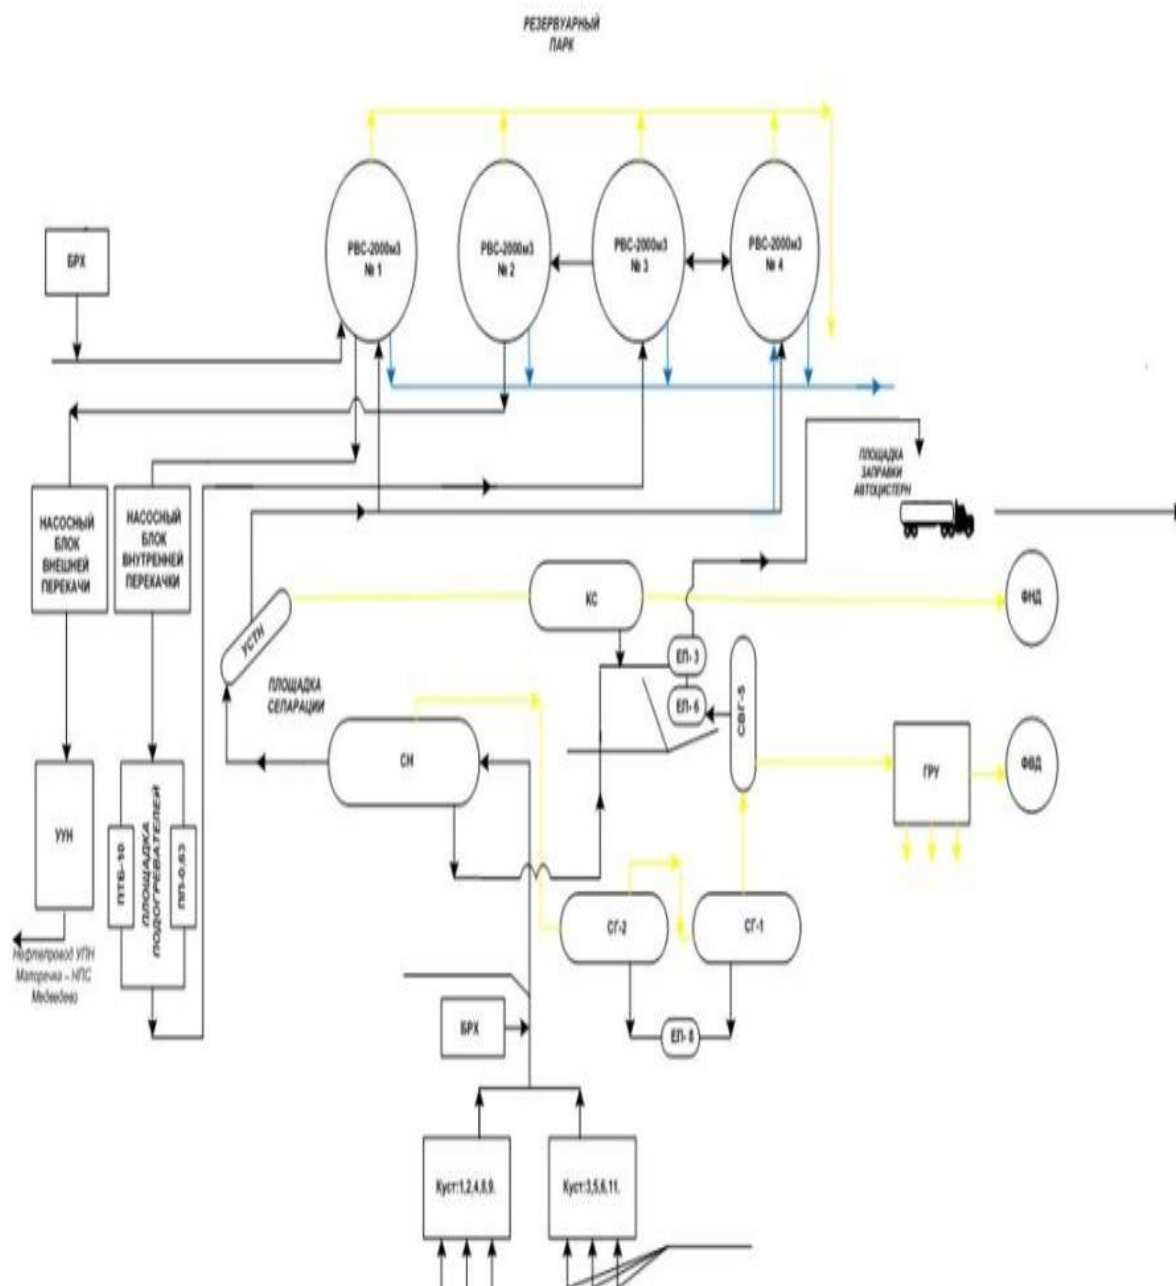 РЕЗЕРВУАРНЫЙ
ПАРК
БРХ
РВС-2000м3
№ 1
РВС-2000м3
№ 2
РВС-2000м3
№ 3
РВС-2000м3
№ 4
ПЛОЩАДКА
ЗАПРАВКИ
АВТОЦИСТЕРН
НАСОСНЫЙ
БЛОК
ВНЕШНЕЙ
ПЕРЕКАЧИ
НАСОСНЫЙ
БЛОК
ВНУТРЕННЕЙ
ПЕРЕКАЧКИ
УСТН
КС
ФНД
ЕП- 3
ЕП- 6
СВГ-5
ПЛОЩАДКА
СЕПАРАЦИИ
СН
ГРУ
ФВД
УУН
ПТБ-10
ПЛОЩАДКА
ПОДОГРЕВАТЕЛЕЙ
ПП-0,63
СГ-2
СГ-1
Нефтепровод УПН
Мапоречка – НПС
Медведево
БРХ
ЕП- 8
Куст:1,2,4,8,9.
Куст:3,5,6,11.